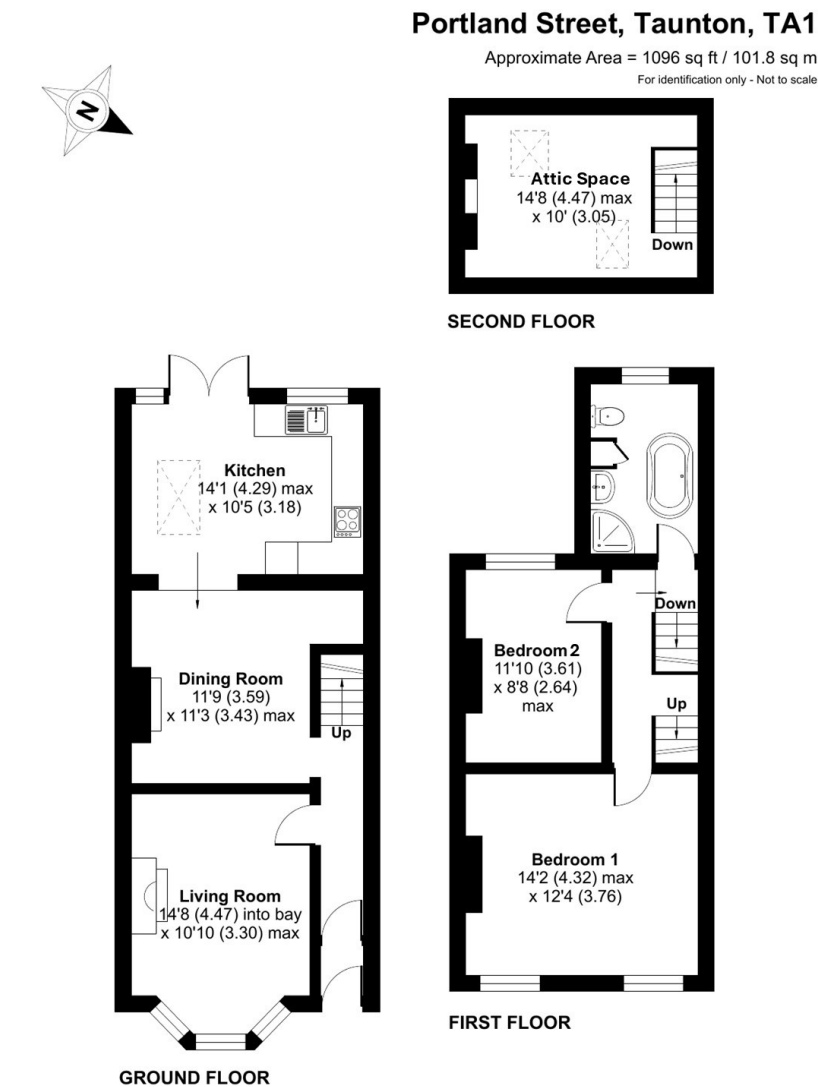 Portland Street, Taunton, TA1
Approximate Area = 1096 sq ft / 101.8 sq m
For identification only - Not to scale
N
Attic Space
14'8 (4.47) max
x 10' (3.05)
Down
SECOND FLOOR
Kitchen
14'1 (4.29) max
x 10'5 (3.18)
Dining Room
11'9 (3.59)
x 11'3 (3.43) max
Up
Living Room
14'8 (4.47) into bay
x 10'10 (3.30) max
GROUND FLOOR
Down
Bedroom 2
11'10 (3.61)
x 8'8 (2.64)
max
Up
Bedroom 1
14'2 (4.32) max
x 12'4 (3.76)
FIRST FLOOR